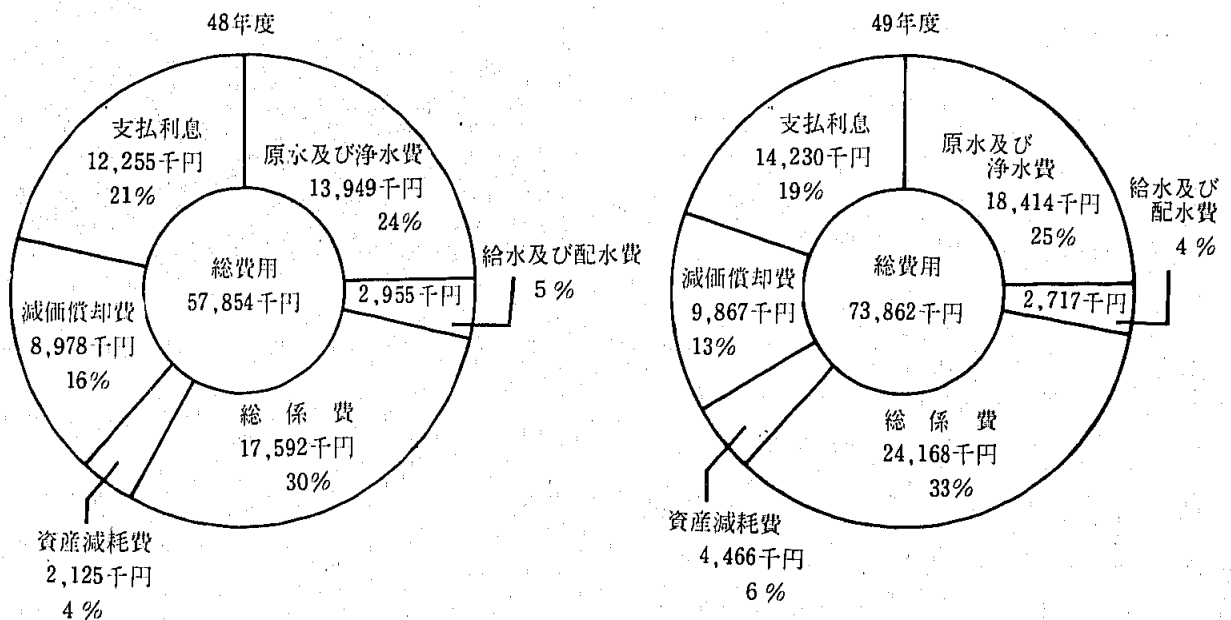 48年度
支払利息
12,255千円
21%
原水及び浄水費
13,949千円
24%
給水及び配水費
5%
2,955千円
総費用
57,854千円
減価償却費
8,978千円
16%
総係費
17,592千円
30%
資産減耗費
2,125千円
4%
49年度
支払利息
14,230千円
19%
原水及び
浄水費
18,414千円
25%
給水及び
配水費
4%
2,717千円
総費用
73,862千円
減価償却費
9,867千円
13%
総係費
24,168千円
33%
資産減耗費
4,466千円
6%